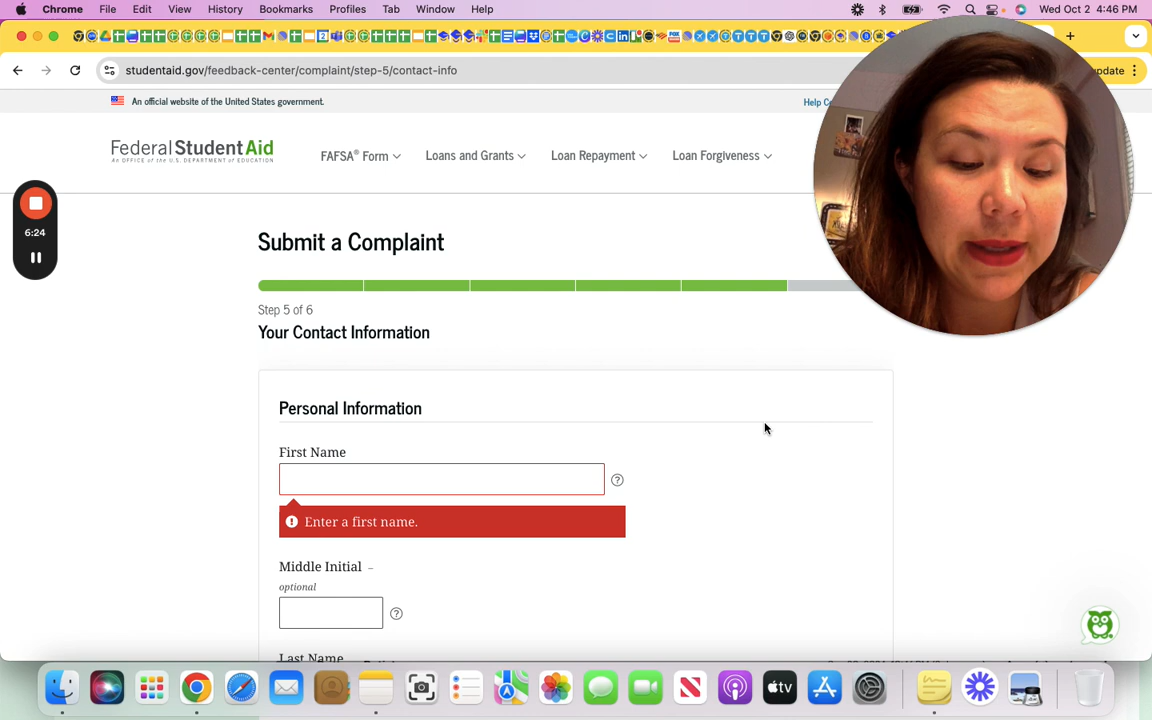 Chrome File Edit View History Bookmarks Profiles Tab Window Help Wed Oct 2 4:46 PM
studentaid.gov/feedback-center/complaint/step-5/contact-info
An official website of the United States government.
Help
Federal Student Aid
An OFFICE of the U.S. DEPARTMENT of EDUCATION
FAFSA® Form Loans and Grants Loan Repayment Loan Forgiveness
6:24
Submit a Complaint
Step 5 of 6
Your Contact Information
Personal Information
First Name
Enter a first name.
Middle Initial –
optional
Last Name
tv